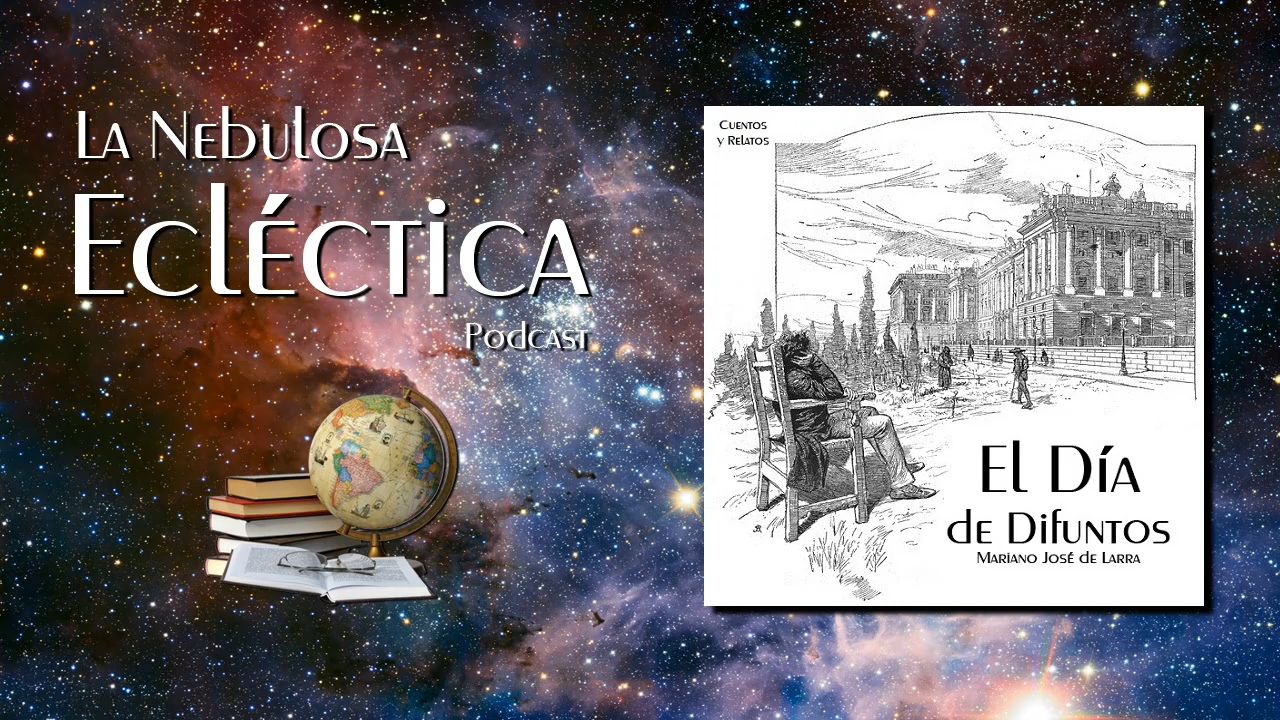 La Nebulosa
Ecléctica
Podcast
Cuentos
y Relatos
El Día
de Difuntos
Mariano José de Larra